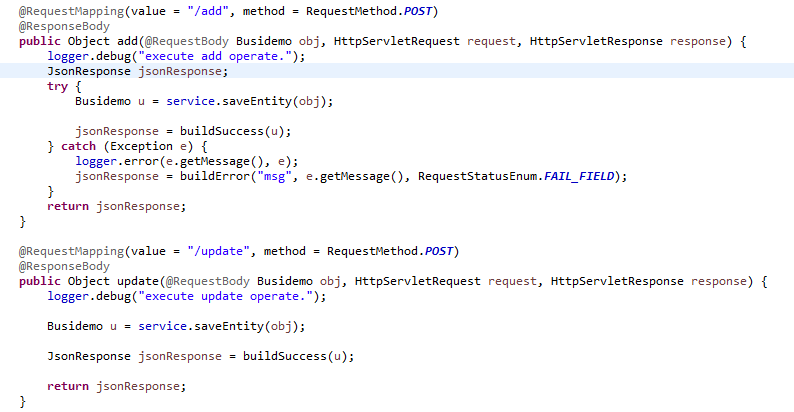 @RequestMapping(value = "/add", method = RequestMethod.POST)
@ResponseBody
public Object add(@RequestBody Busidemo obj, HttpServletRequest request, HttpServletResponse response) {
    logger.debug("execute add operate.");
    JsonResponse jsonResponse;
    try {
        Busidemo u = service.saveEntity(obj);

        jsonResponse = buildSuccess(u);
    } catch (Exception e) {
        logger.error(e.getMessage(), e);
        jsonResponse = buildError("msg", e.getMessage(), RequestStatusEnum.FAIL_FIELD);
    }
    return jsonResponse;
}

@RequestMapping(value = "/update", method = RequestMethod.POST)
@ResponseBody
public Object update(@RequestBody Busidemo obj, HttpServletRequest request, HttpServletResponse response) {
    logger.debug("execute update operate.");

    Busidemo u = service.saveEntity(obj);

    JsonResponse jsonResponse = buildSuccess(u);

    return jsonResponse;
}